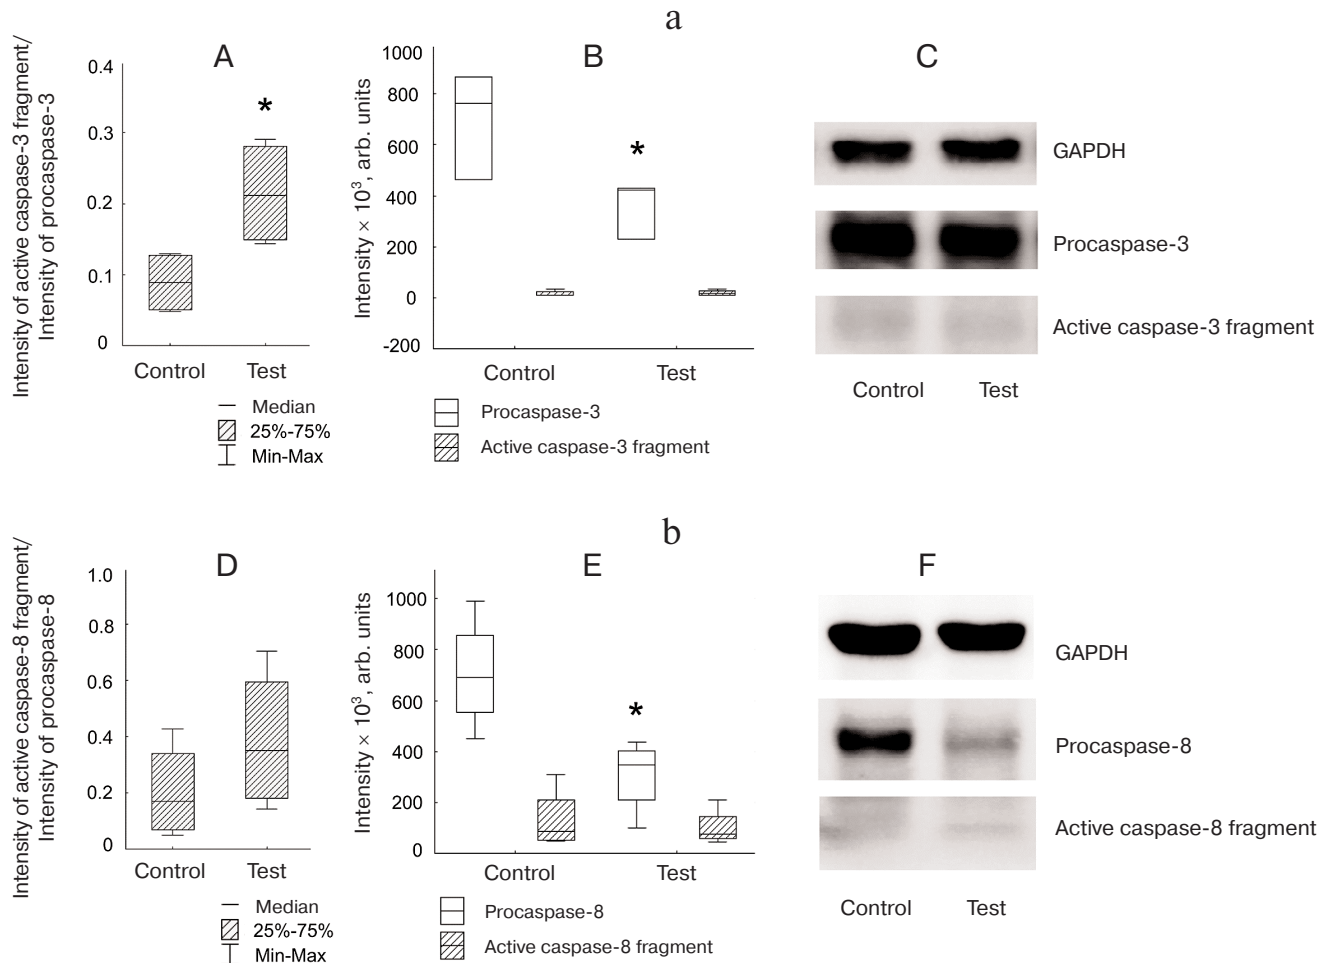 a
A
B
C
Intensity of active caspase-3 fragment/
Intensity of procaspase-3
0.4
0.3
0.2
0.1
0
*
Control Test
Median
25%-75%
Min-Max
Intensity × 10³, arb. units
1000
800
600
400
200
0
-200
*
Control Test
Procaspase-3
Active caspase-3 fragment
GAPDH
Procaspase-3
Active caspase-3 fragment
Control Test
b
D
E
F
Intensity of active caspase-8 fragment/
Intensity of procaspase-8
1.0
0.8
0.6
0.4
0.2
0
Control Test
Median
25%-75%
Min-Max
Intensity × 10³, arb. units
1000
800
600
400
200
0
*
Control Test
Procaspase-8
Active caspase-8 fragment
GAPDH
Procaspase-8
Active caspase-8 fragment
Control Test